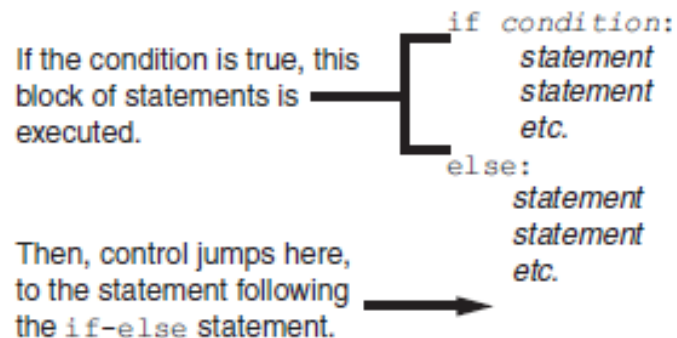 If the condition is true, this
block of statements is
executed.
if condition:
statement
statement
etc.
else:
statement
statement
etc.
Then, control jumps here,
to the statement following
the if-else statement.